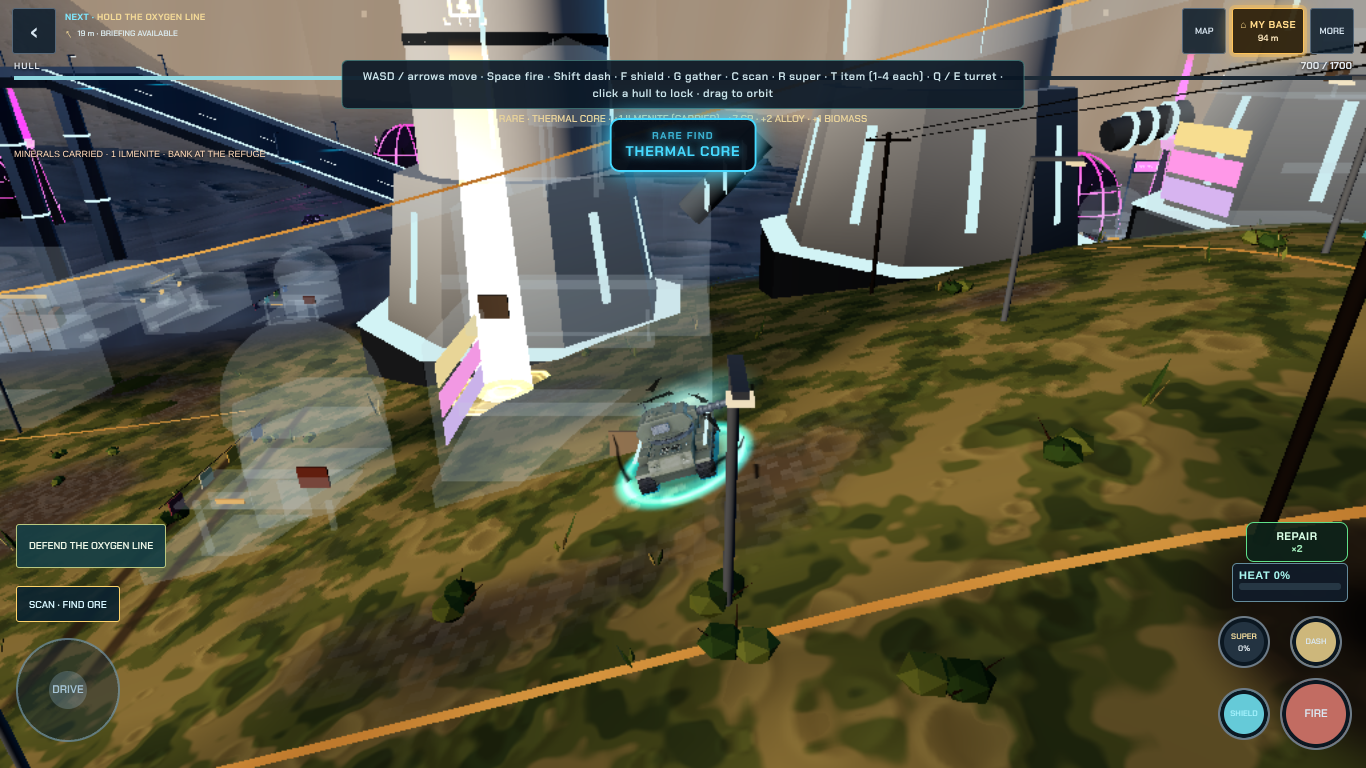 NEXT · HOLD THE OXYGEN LINE
19 m · BRIEFING AVAILABLE
MAP
⌂ MY BASE
94 m
MORE
HULL
700 / 1700
WASD / arrows move · Space fire · Shift dash · F shield · G gather · C scan · R super · T item (1-4 each) · Q / E turret ·
click a hull to lock · drag to orbit
RARE · THERMAL CORE · +2 ALLOY · +1 BIOMASS
RARE FIND
THERMAL CORE
MINERALS CARRIED · 1 ILMENITE · BANK AT THE REFUGE
DEFEND THE OXYGEN LINE
SCAN · FIND ORE
DRIVE
REPAIR
×2
HEAT 0%
SUPER
0%
DASH
SHIELD
FIRE